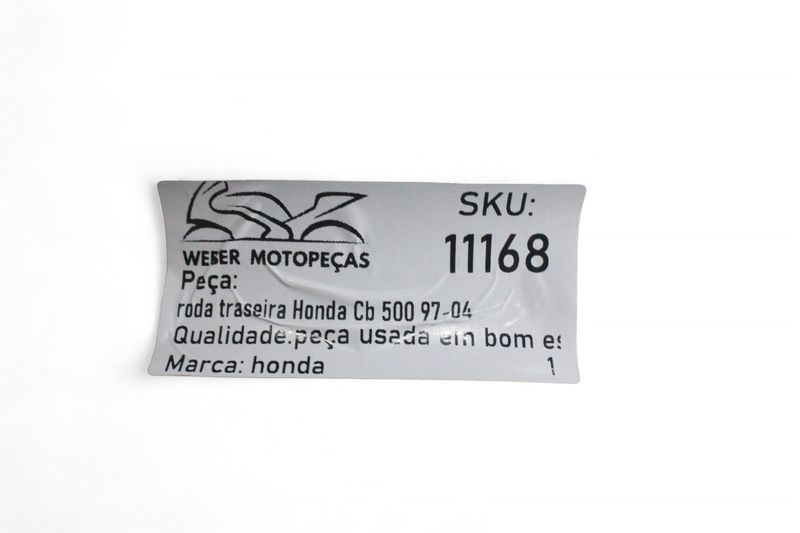 SKU:
11168
WEBER MOTOPEÇAS
Peça:
roda traseira Honda Cb 500 97-04
Qualidade:peça usada em bom es
Marca: honda 1